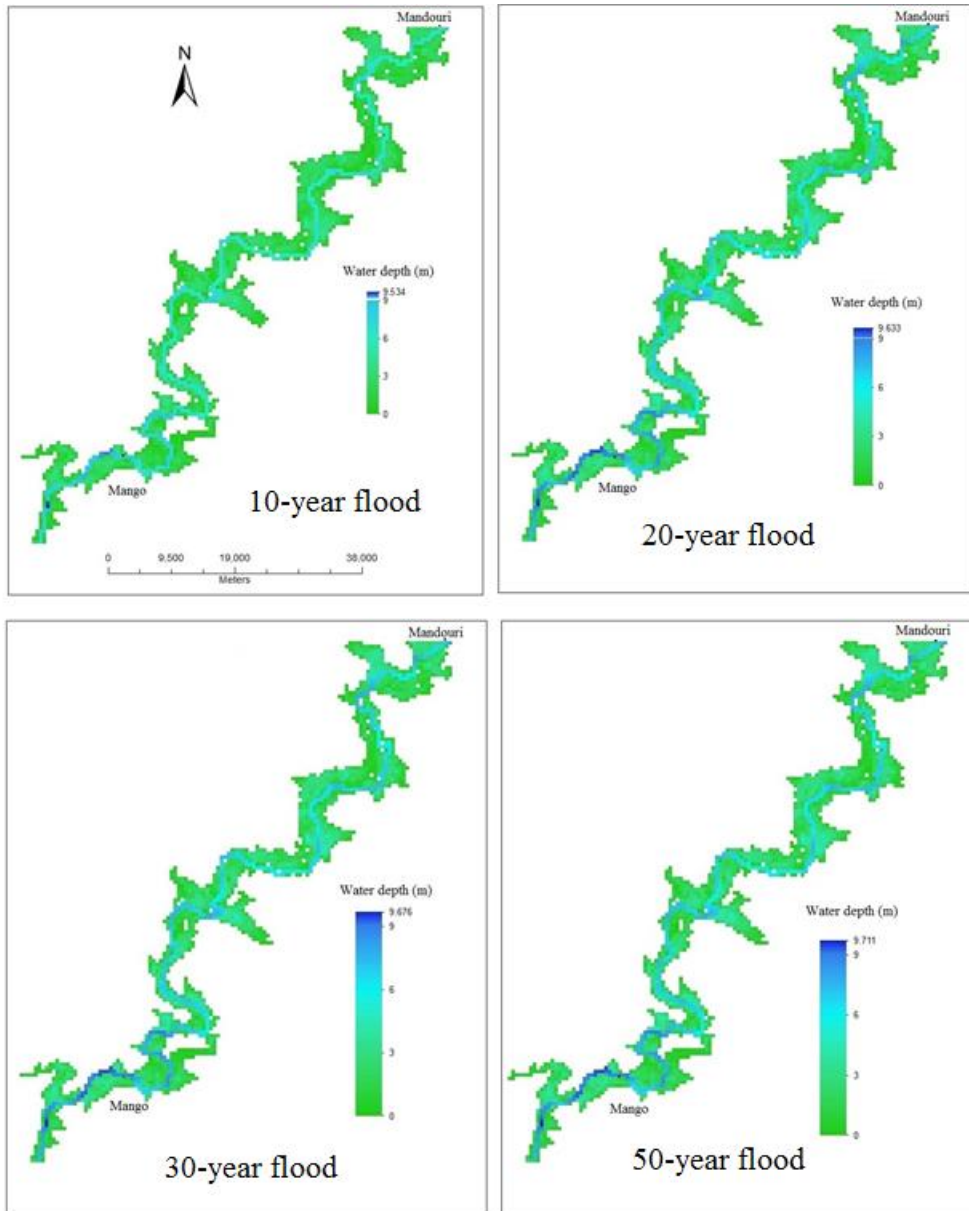 Mandouri
N
Water depth (m)
9.534
9
6
3
0
Mango
10-year flood
0 9,500 19,000 38,000
Meters
Mandouri
Water depth (m)
9.633
9
6
3
0
Mango
20-year flood
Mandouri
Water depth (m)
9.676
9
6
3
0
Mango
30-year flood
Mandouri
Water depth (m)
9.711
9
6
3
0
Mango
50-year flood